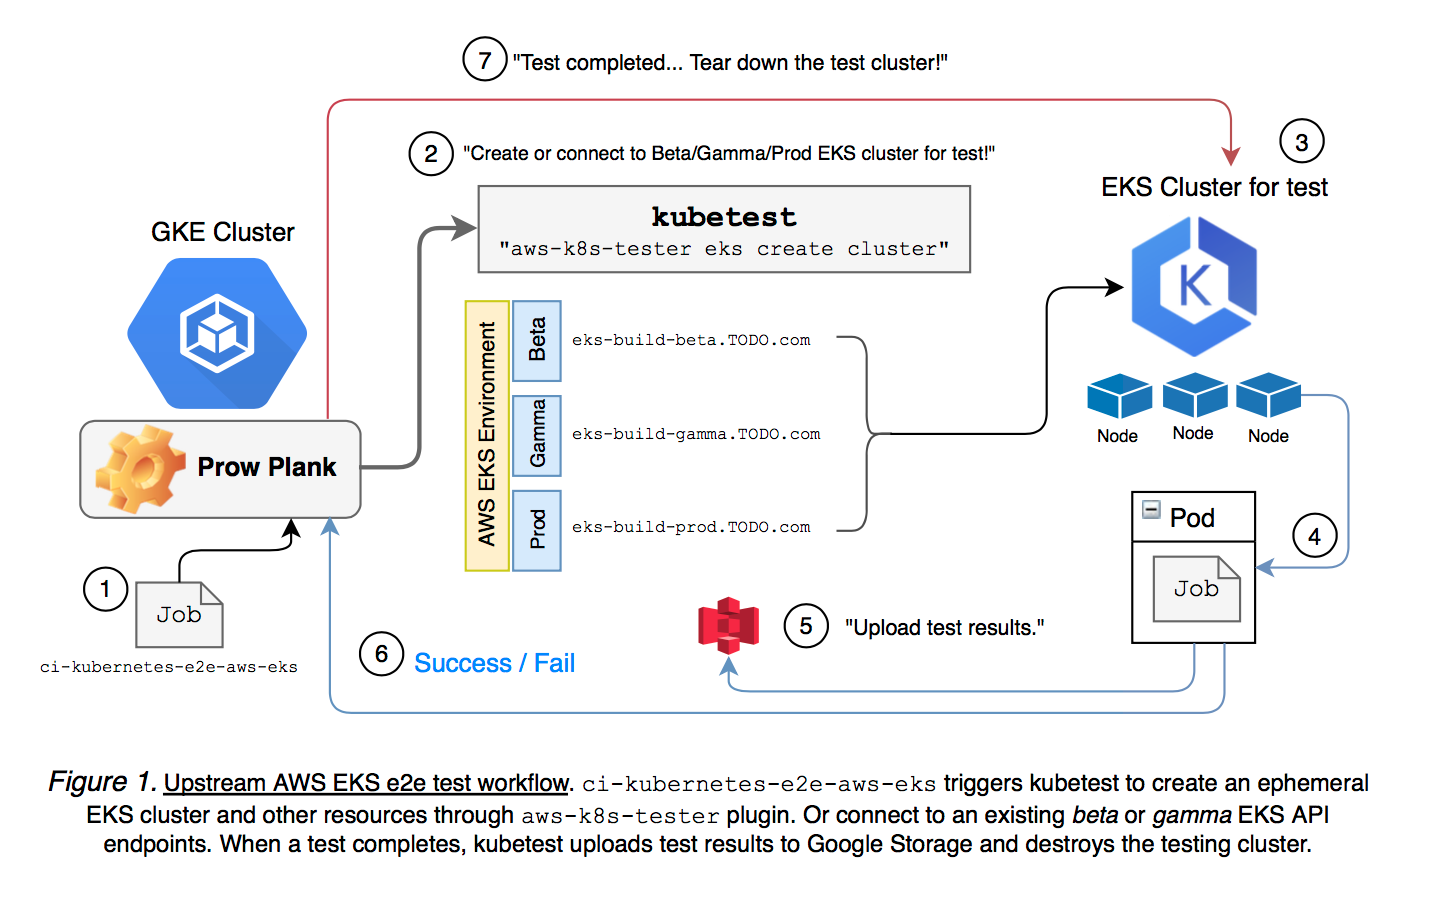 7 "Test completed... Tear down the test cluster!"
2 "Create or connect to Beta/Gamma/Prod EKS cluster for test!"
3
EKS Cluster for test
kubetest
"aws-k8s-tester eks create cluster"
GKE Cluster
K
AWS EKS Environment
Beta
eks-build-beta.TODO.com
Gamma
eks-build-gamma.TODO.com
Prod
eks-build-prod.TODO.com
Node
Node
Node
Prow Plank
Pod
4
Job
1
Job
ci-kubernetes-e2e-aws-eks
5 "Upload test results."
6 Success / Fail
Figure 1. Upstream AWS EKS e2e test workflow. ci-kubernetes-e2e-aws-eks triggers kubetest to create an ephemeral
EKS cluster and other resources through aws-k8s-tester plugin. Or connect to an existing beta or gamma EKS API
endpoints. When a test completes, kubetest uploads test results to Google Storage and destroys the testing cluster.